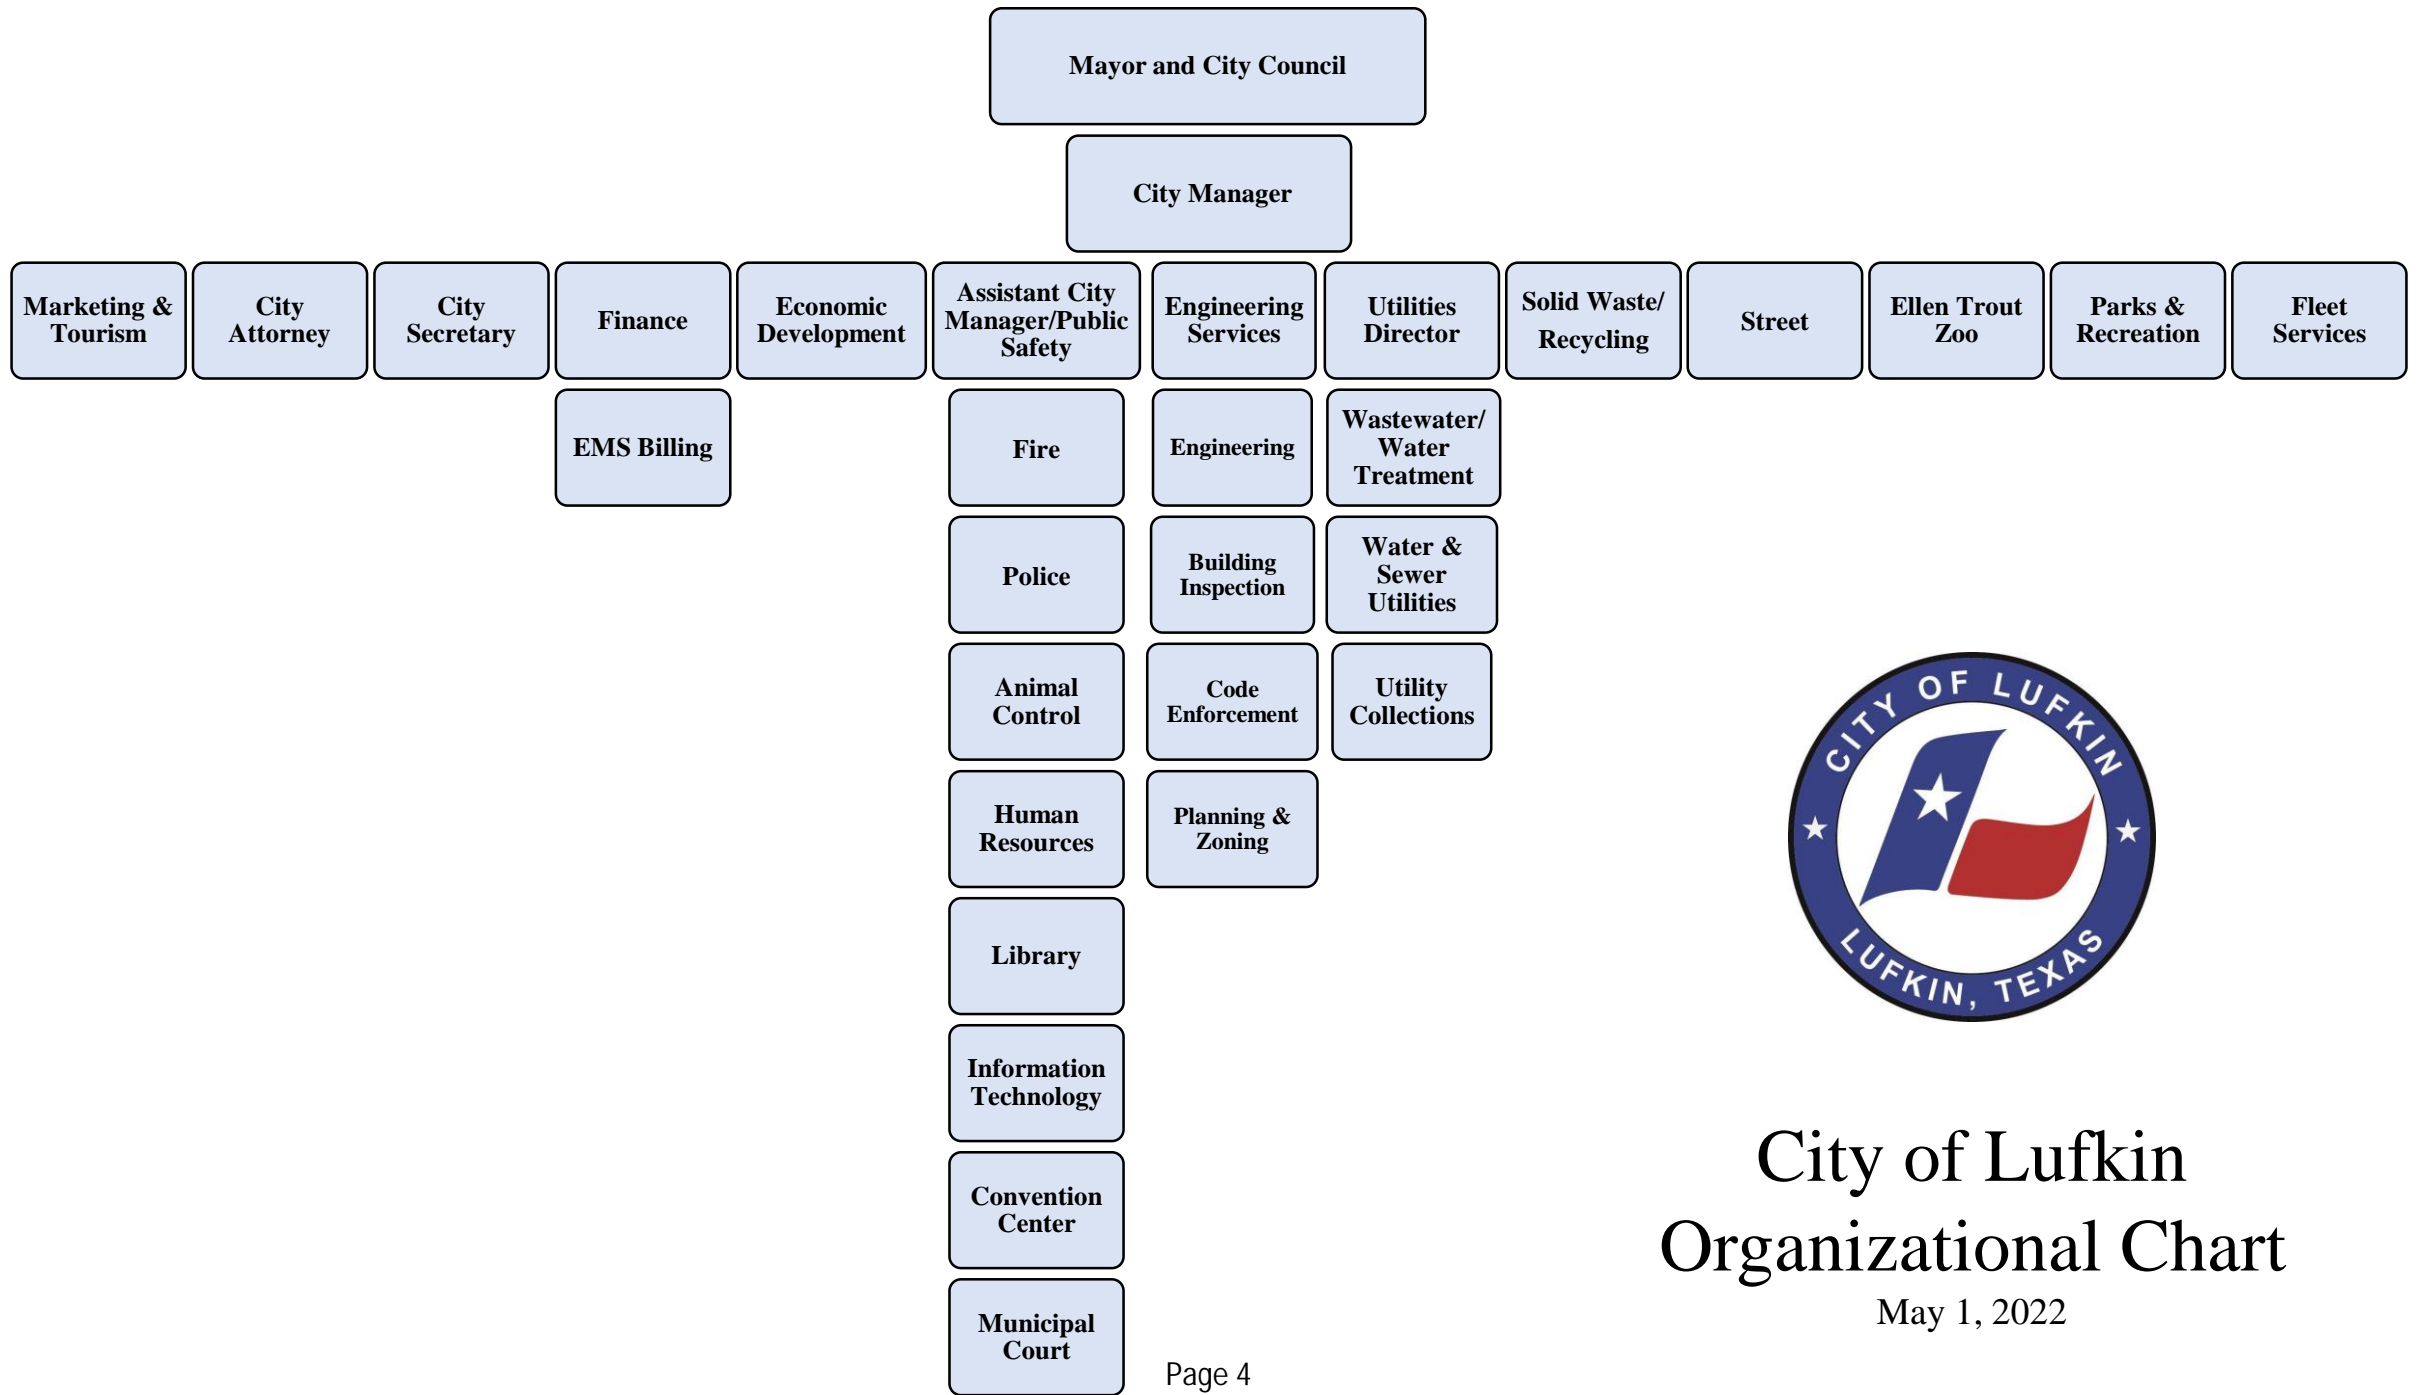 Mayor and City Council
City Manager
Marketing &
Tourism
City
Attorney
City
Secretary
Finance
Economic
Development
Assistant City
Manager/Public
Safety
Engineering
Services
Utilities
Director
Solid Waste/
Recycling
Street
Ellen Trout
Zoo
Parks &
Recreation
Fleet
Services
EMS Billing
Fire
Engineering
Wastewater/
Water
Treatment
Police
Building
Inspection
Water &
Sewer
Utilities
Animal
Control
Code
Enforcement
Utility
Collections
Human
Resources
Planning &
Zoning
Library
Information
Technology
Convention
Center
Municipal
Court
CITY OF LUFKIN
LUFKIN, TEXAS
City of Lufkin
Organizational Chart
May 1, 2022
Page 4